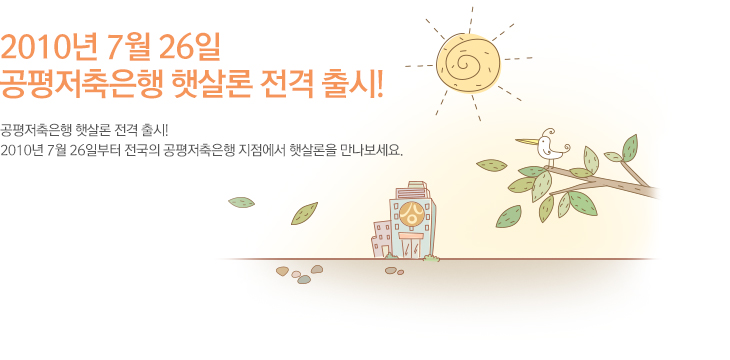 2010년 7월 26일
공평저축은행 햇살론 전격 출시!
공평저축은행 햇살론 전격 출시!
2010년 7월 26일부터 전국의 공평저축은행 지점에서 햇살론을 만나보세요.